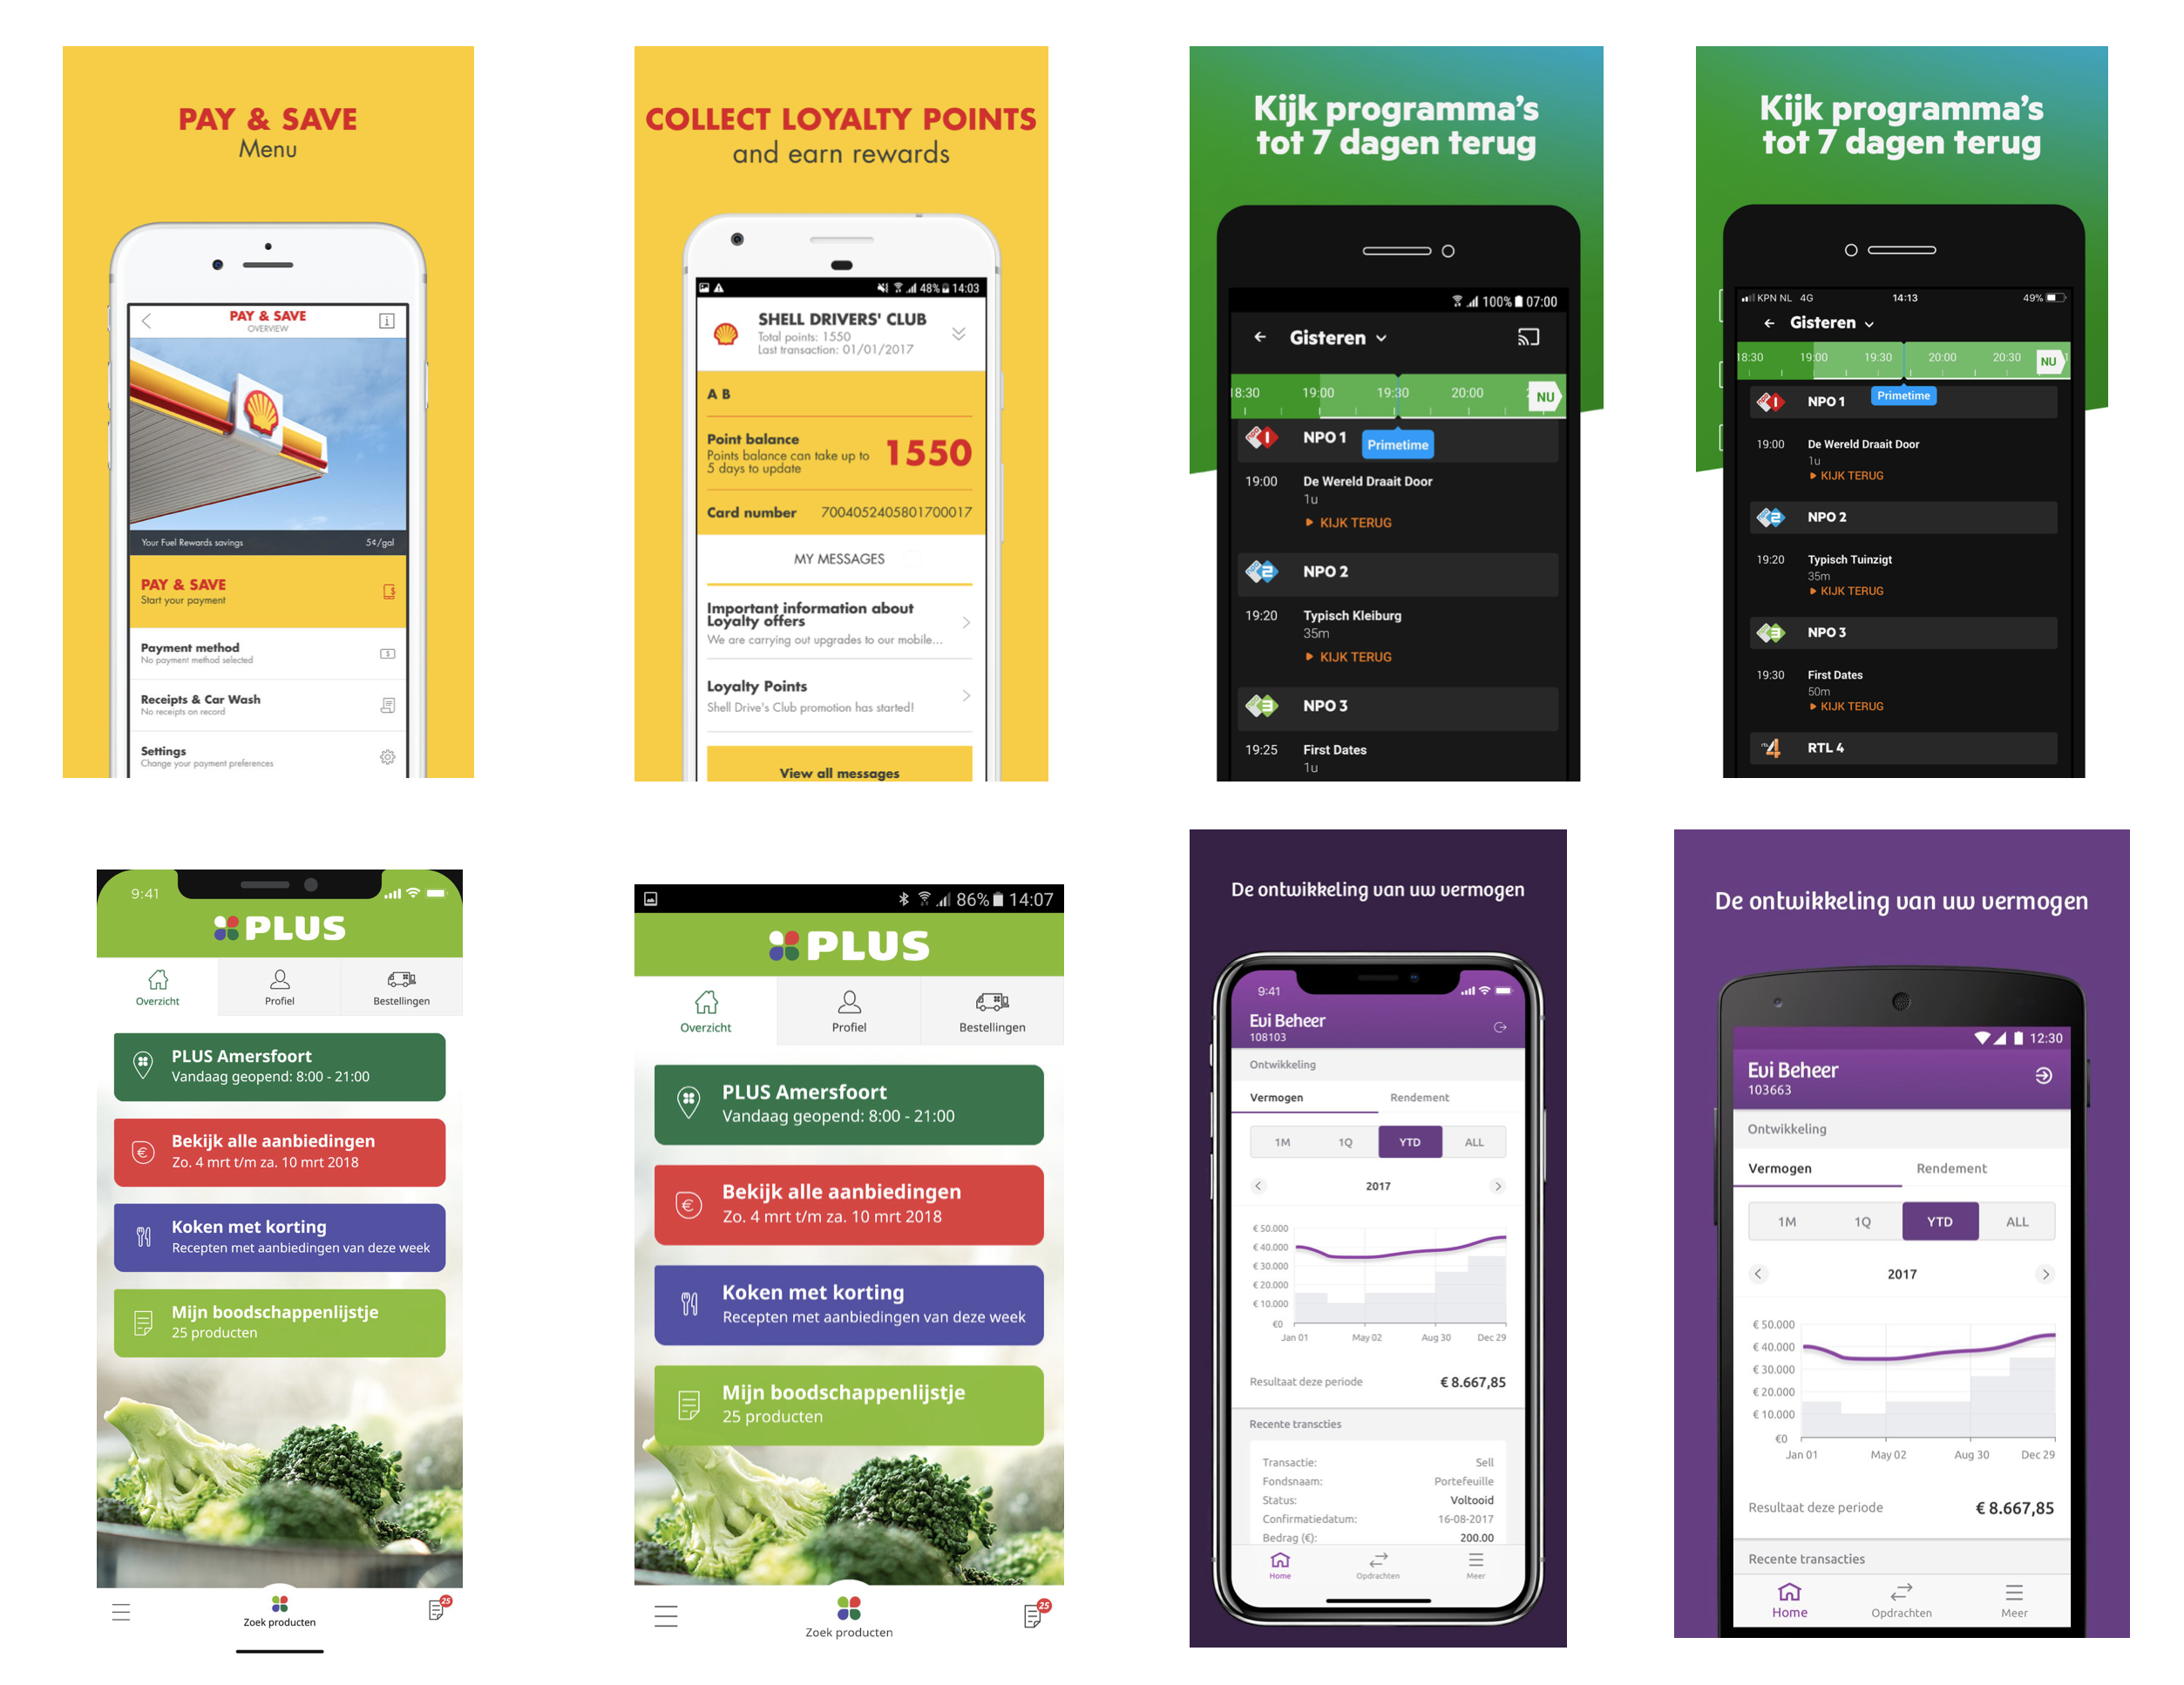 PAY & SAVE
Menu
PAY & SAVE
OVERVIEW
i
Your Fuel Rewards savings 5¢/gal
PAY & SAVE
Start your payment
Payment method
No payment method selected
Receipts & Car Wash
No receipts on record
Settings
Change your payment preferences
COLLECT LOYALTY POINTS
and earn rewards
48% 14:03
SHELL DRIVERS' CLUB
Total points: 1550
Last transaction: 01/01/2017
A B
Point balance
Points balance can take up to
5 days to update
1550
Card number 7004052405801700017
MY MESSAGES
Important information about
Loyalty offers
We are carrying out upgrades to our mobile...
Loyalty Points
Shell Drive's Club promotion has started!
View all messages
Kijk programma's
tot 7 dagen terug
100% 07:00
Gisteren
18:30 19:00 19:30 20:00 NU
NPO 1
Primetime
19:00 De Wereld Draait Door
1u
KIJK TERUG
NPO 2
19:20 Typisch Kleiburg
35m
KIJK TERUG
NPO 3
19:25 First Dates
1u
Kijk programma's
tot 7 dagen terug
KPN NL 4G 14:13 49%
Gisteren
18:30 19:00 19:30 20:00 20:30 NU
NPO 1
Primetime
19:00 De Wereld Draait Door
1u
KIJK TERUG
NPO 2
19:20 Typisch Tuinzigt
35m
KIJK TERUG
NPO 3
19:30 First Dates
50m
KIJK TERUG
RTL 4
9:41
PLUS
Overzicht Profiel Bestellingen
PLUS Amersfoort
Vandaag geopend: 8:00 - 21:00
Bekijk alle aanbiedingen
Zo. 4 mrt t/m za. 10 mrt 2018
Koken met korting
Recepten met aanbiedingen van deze week
Mijn boodschappenlijstje
25 producten
25
Zoek producten
86% 14:07
PLUS
Overzicht Profiel Bestellingen
PLUS Amersfoort
Vandaag geopend: 8:00 - 21:00
Bekijk alle aanbiedingen
Zo. 4 mrt t/m za. 10 mrt 2018
Koken met korting
Recepten met aanbiedingen van deze week
Mijn boodschappenlijstje
25 producten
25
Zoek producten
De ontwikkeling van uw vermogen
9:41
Evi Beheer
108103
Ontwikkeling
Vermogen Rendement
1M 1Q YTD ALL
2017
€ 50.000
€ 40.000
€ 30.000
€ 20.000
€ 10.000
€0
Jan 01 May 02 Aug 30 Dec 29
Resultaat deze periode € 8.667,85
Recente transcties
Transactie: Sell
Fondsnaam: Portefeuille
Status: Voltooid
Confirmatiedatum: 16-08-2017
Bedrag (€): 200.00
Home Opdrachten Meer
De ontwikkeling van uw vermogen
12:30
Evi Beheer
103663
Ontwikkeling
Vermogen Rendement
1M 1Q YTD ALL
2017
€ 50.000
€ 40.000
€ 30.000
€ 20.000
€ 10.000
€0
Jan 01 May 02 Aug 30 Dec 29
Resultaat deze periode € 8.667,85
Recente transacties
Home Opdrachten Meer